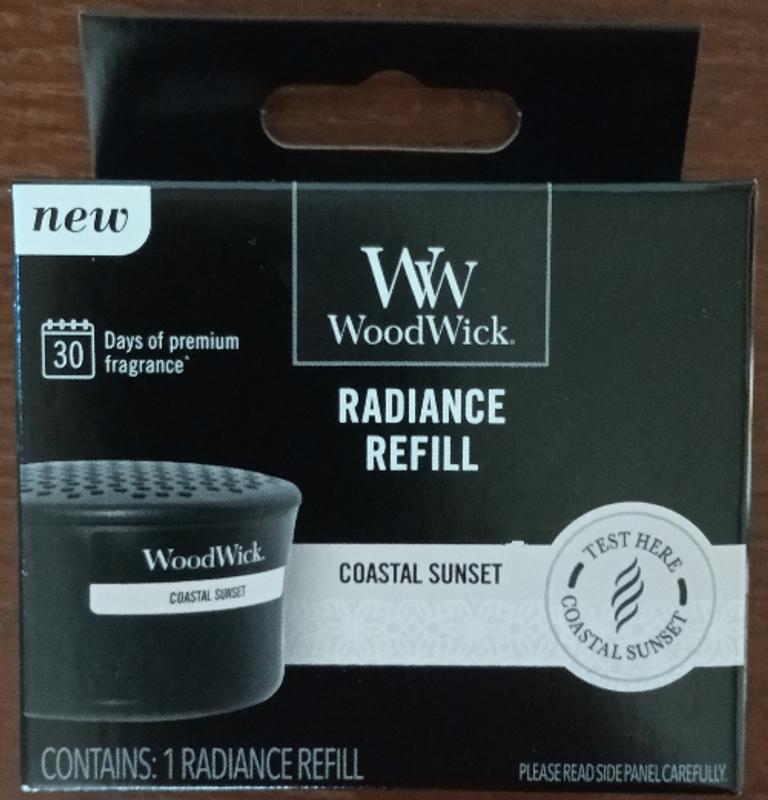 new
WW
WoodWick.
30
Days of premium
fragrance^
RADIANCE
REFILL
WoodWick.
COASTAL SUNSET
COASTAL SUNSET
TEST HERE
COASTAL SUNSET
CONTAINS: 1 RADIANCE REFILL
PLEASE READ SIDE PANEL CAREFULLY.